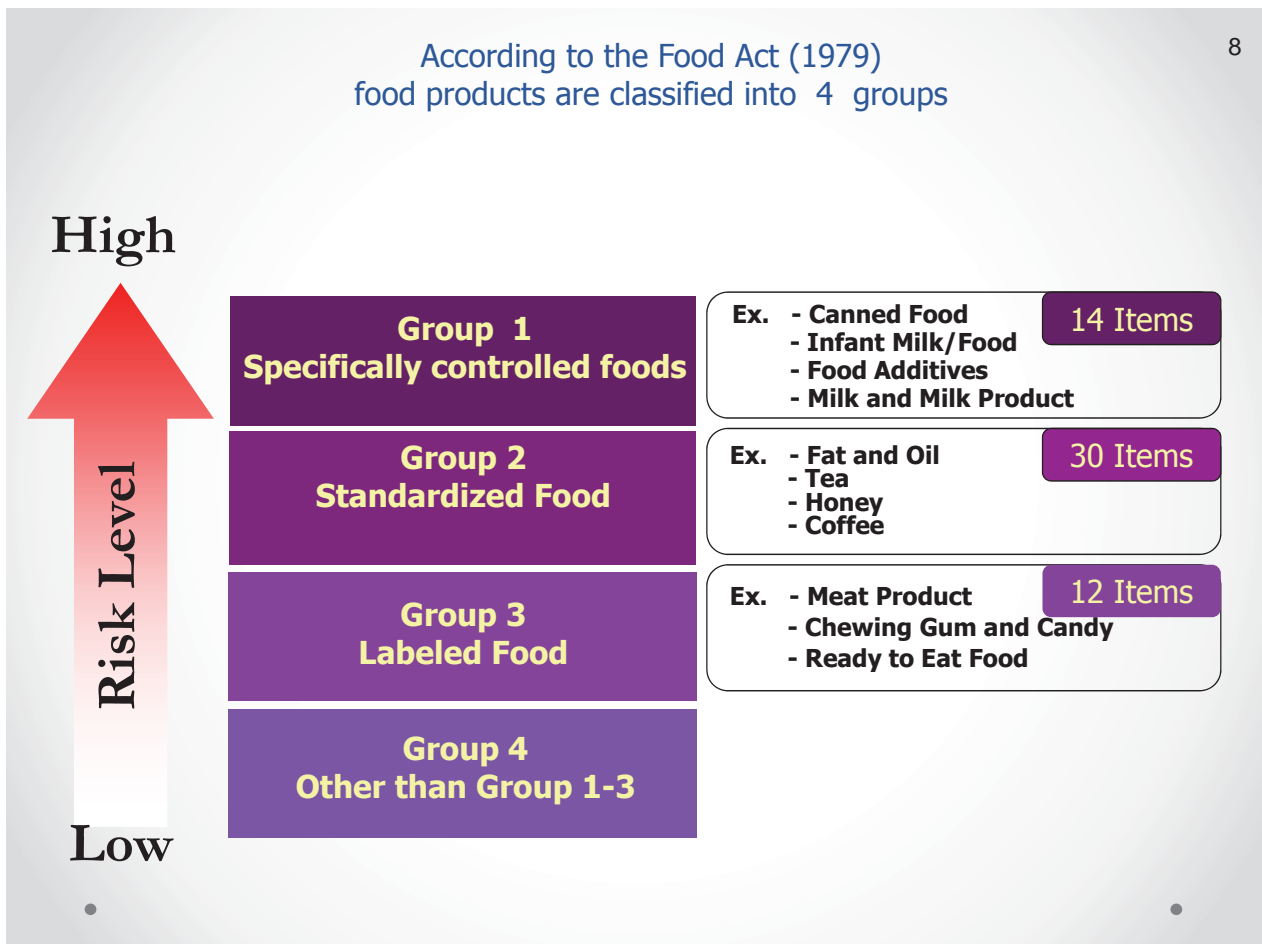 8
According to the Food Act (1979)
food products are classified into 4 groups
High
Risk Level
Low
Group 1
Specifically controlled foods
Ex. - Canned Food
- Infant Milk/Food
- Food Additives
- Milk and Milk Product
14 Items
Group 2
Standardized Food
Ex. - Fat and Oil
- Tea
- Honey
- Coffee
30 Items
Group 3
Labeled Food
Ex. - Meat Product
- Chewing Gum and Candy
- Ready to Eat Food
12 Items
Group 4
Other than Group 1-3